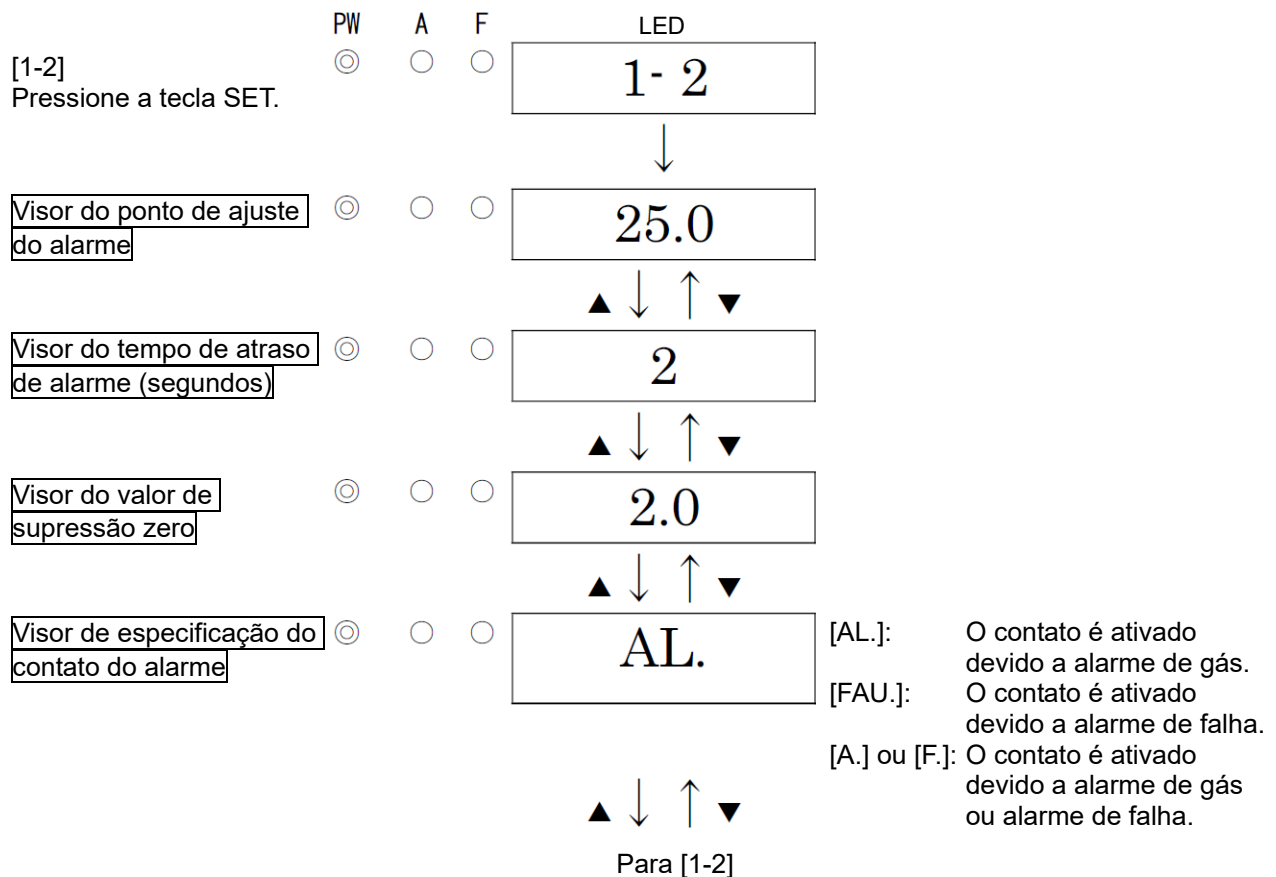 PW A F LED
[1-2]
Pressione a tecla SET.
◎ ○ ○ 1- 2
↓
Visor do ponto de ajuste
do alarme
◎ ○ ○ 25.0
▲ ↓ ↑ ▼
Visor do tempo de atraso
de alarme (segundos)
◎ ○ ○ 2
▲ ↓ ↑ ▼
Visor do valor de
supressão zero
◎ ○ ○ 2.0
▲ ↓ ↑ ▼
Visor de especificação do
contato do alarme
◎ ○ ○ AL.
[AL.]: O contato é ativado
devido a alarme de gás.
[FAU.]: O contato é ativado
devido a alarme de falha.
[A.] ou [F.]: O contato é ativado
devido a alarme de gás
ou alarme de falha.
▲ ↓ ↑ ▼
Para [1-2]